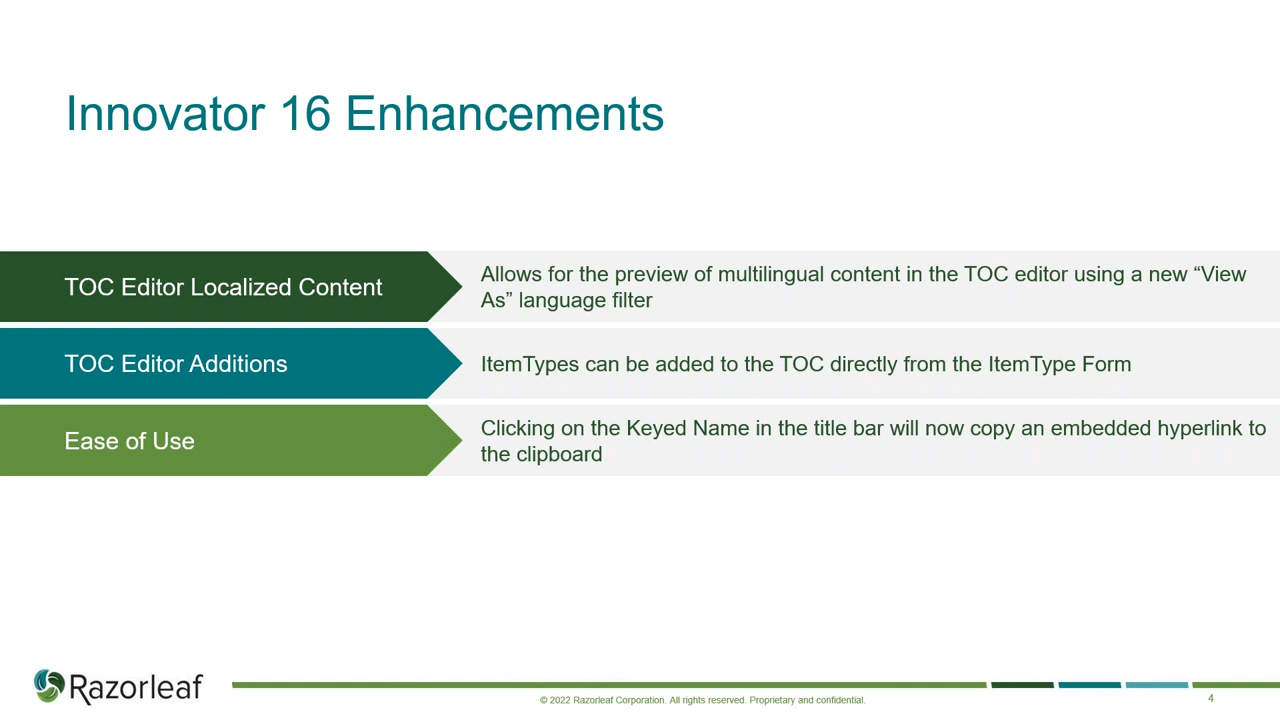 Innovator 16 Enhancements
TOC Editor Localized Content
Allows for the preview of multilingual content in the TOC editor using a new “View
As” language filter
TOC Editor Additions
ItemTypes can be added to the TOC directly from the ItemType Form
Ease of Use
Clicking on the Keyed Name in the title bar will now copy an embedded hyperlink to
the clipboard
Razorleaf
© 2022 Razorleaf Corporation. All rights reserved. Proprietary and confidential.
4